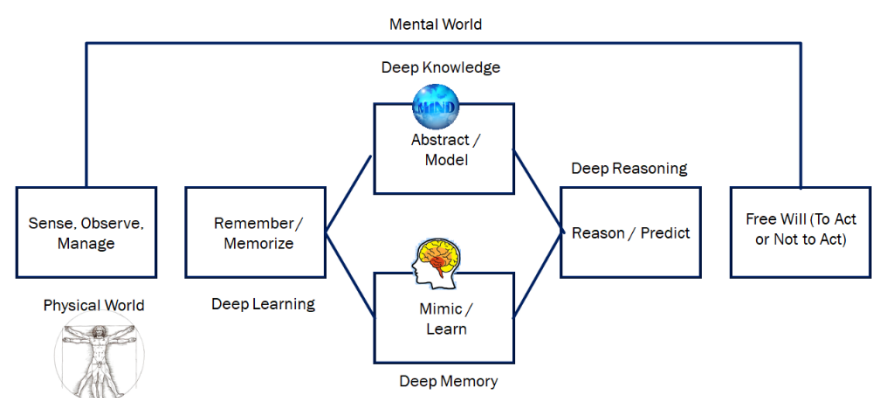 Mental World
Deep Knowledge
MIND
Abstract /
Model
Deep Reasoning
Sense, Observe,
Manage
Remember /
Memorize
Reason / Predict
Free Will (To Act
or Not to Act)
Physical World
Deep Learning
Mimic /
Learn
Deep Memory